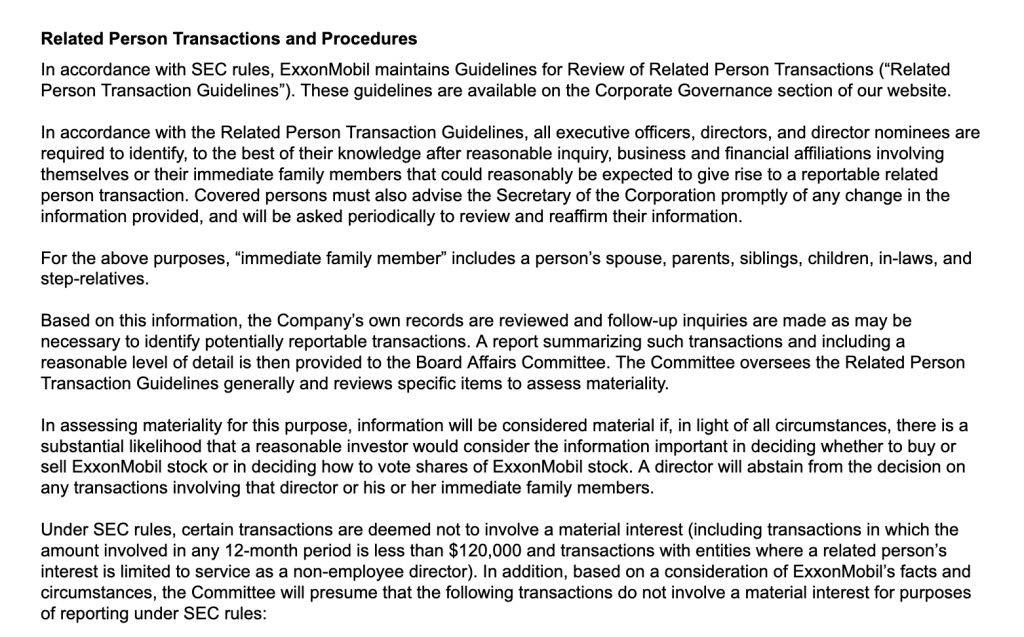 Related Person Transactions and Procedures
In accordance with SEC rules, ExxonMobil maintains Guidelines for Review of Related Person Transactions (“Related
Person Transaction Guidelines”). These guidelines are available on the Corporate Governance section of our website.
In accordance with the Related Person Transaction Guidelines, all executive officers, directors, and director nominees are
required to identify, to the best of their knowledge after reasonable inquiry, business and financial affiliations involving
themselves or their immediate family members that could reasonably be expected to give rise to a reportable related
person transaction. Covered persons must also advise the Secretary of the Corporation promptly of any change in the
information provided, and will be asked periodically to review and reaffirm their information.
For the above purposes, “immediate family member” includes a person’s spouse, parents, siblings, children, in-laws, and
step-relatives.
Based on this information, the Company’s own records are reviewed and follow-up inquiries are made as may be
necessary to identify potentially reportable transactions. A report summarizing such transactions and including a
reasonable level of detail is then provided to the Board Affairs Committee. The Committee oversees the Related Person
Transaction Guidelines generally and reviews specific items to assess materiality.
In assessing materiality for this purpose, information will be considered material if, in light of all circumstances, there is a
substantial likelihood that a reasonable investor would consider the information important in deciding whether to buy or
sell ExxonMobil stock or in deciding how to vote shares of ExxonMobil stock. A director will abstain from the decision on
any transactions involving that director or his or her immediate family members.
Under SEC rules, certain transactions are deemed not to involve a material interest (including transactions in which the
amount involved in any 12-month period is less than $120,000 and transactions with entities where a related person’s
interest is limited to service as a non-employee director). In addition, based on a consideration of ExxonMobil’s facts and
circumstances, the Committee will presume that the following transactions do not involve a material interest for purposes
of reporting under SEC rules: